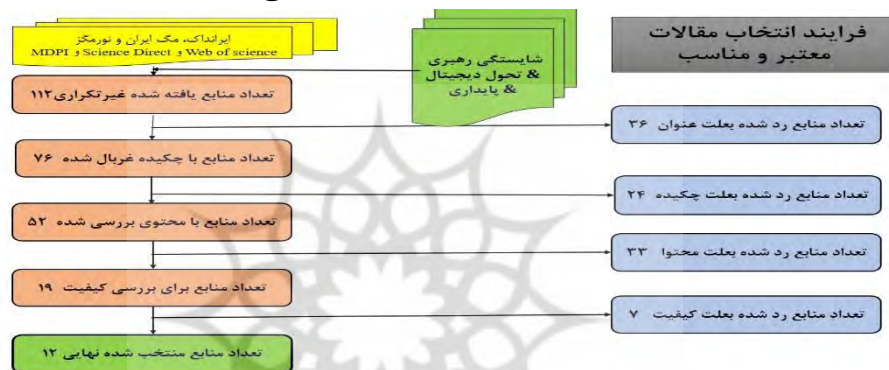 ایرانداک، مگ ایران و نورمگز
MDPI و Science Direct و Web of science
شایستگی رهبری
& تحول دیجیتال
& پایداری
فرایند انتخاب مقالات
معتبر و مناسب
تعداد منابع یافته شده غیرتکراری ۱۱۲
تعداد منابع رد شده بعلت عنوان ۳۶
تعداد منابع با چکیده غربال شده ۷۶
تعداد منابع رد شده بعلت چکیده ۲۴
تعداد منابع با محتوی بررسی شده ۵۲
تعداد منابع رد شده بعلت محتوا ۳۳
تعداد منابع برای بررسی کیفیت ۱۹
تعداد منابع رد شده بعلت کیفیت ۷
تعداد منابع منتخب شده نهایی ۱۲